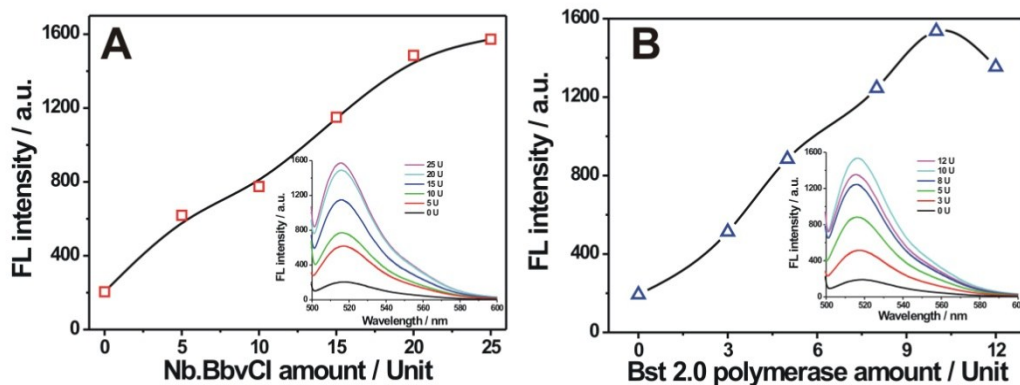 A
FL intensity / a.u.
1600
1200
800
400
0
0 5 10 15 20 25
Nb.BbvCI amount / Unit
FL intensity / a.u.
1600
1200
800
400
0
25 U
20 U
15 U
10 U
5 U
0 U
500 520 540 560 580 600
Wavelength / nm
B
FL intensity / a.u.
1600
1200
800
400
0
0 3 6 9 12
Bst 2.0 polymerase amount / Unit
FL intensity / a.u.
1600
1200
800
400
0
12 U
10 U
8 U
5 U
3 U
0 U
500 520 540 560 580 600
Wavelength / nm